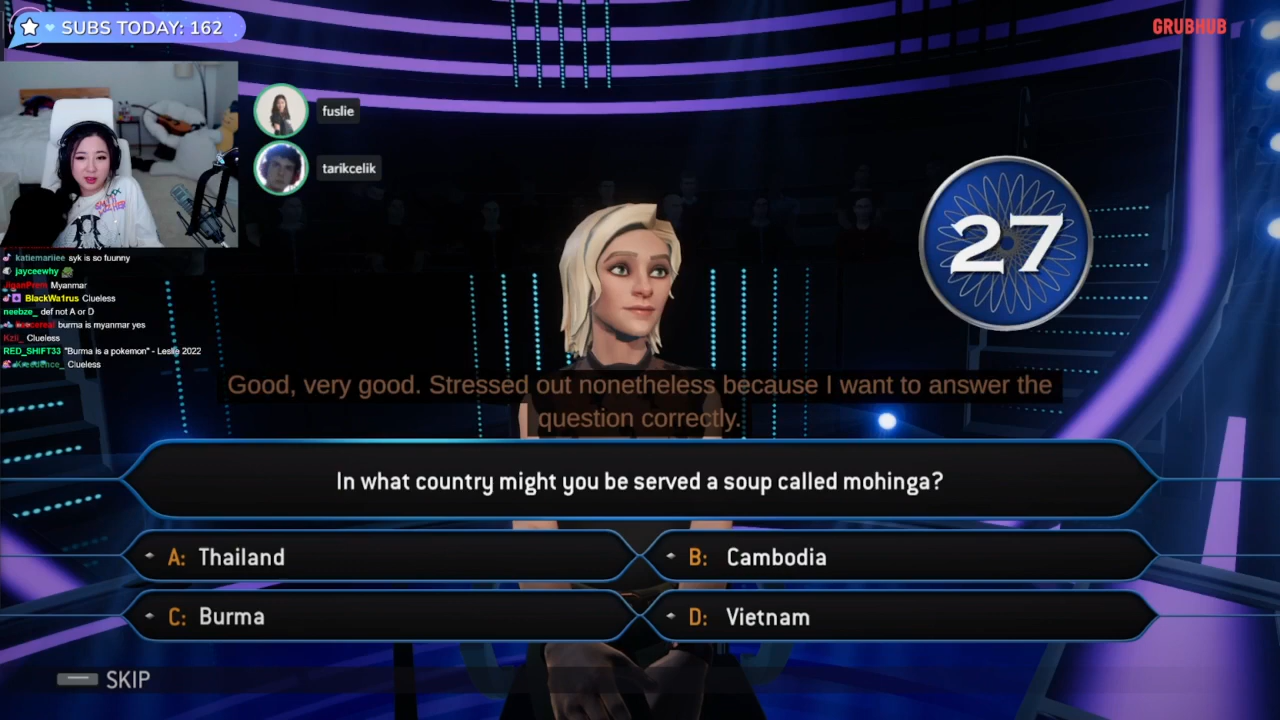 SUBS TODAY: 162
GRUBHUB
fuslie
tarikcelik
katiemariiee syk is so fuunny
jayceewhy
Myanmar
BlackWa1rus Clueless
neebze_ def not A or D
burma is myanmar yes
Clueless
RED_SHIFT33 "Burma is a pokemon" - Leslie 2022
Clueless
27
Good, very good. Stressed out nonetheless because I want to answer the
question correctly.
In what country might you be served a soup called mohinga?
A: Thailand
B: Cambodia
C: Burma
D: Vietnam
SKIP